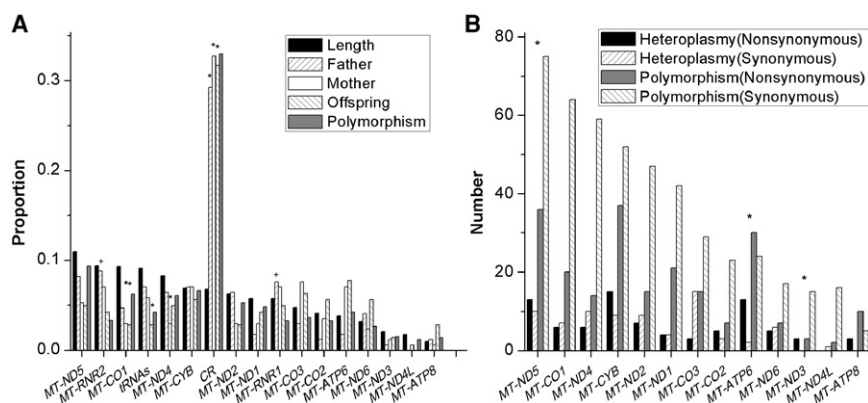 A
Length
Father
Mother
Offspring
Polymorphism
Proportion
0.3
0.2
0.1
0.0
*
**
+
**
*
*
+
MT-ND5
MT-RNR2
MT-CO1
tRNAs
MT-ND4
MT-CYB
CR
MT-ND2
MT-ND1
MT-RNR1
MT-CO3
MT-CO2
MT-ATP6
MT-ND6
MT-ND3
MT-ND4L
MT-ATP8
B
Heteroplasmy(Nonsynonymous)
Heteroplasmy(Synonymous)
Polymorphism(Nonsynonymous)
Polymorphism(Synonymous)
Number
80
60
40
20
0
*
*
*
MT-ND5
MT-CO1
MT-ND4
MT-CYB
MT-ND2
MT-ND1
MT-CO3
MT-CO2
MT-ATP6
MT-ND6
MT-ND3
MT-ND4L
MT-ATP8